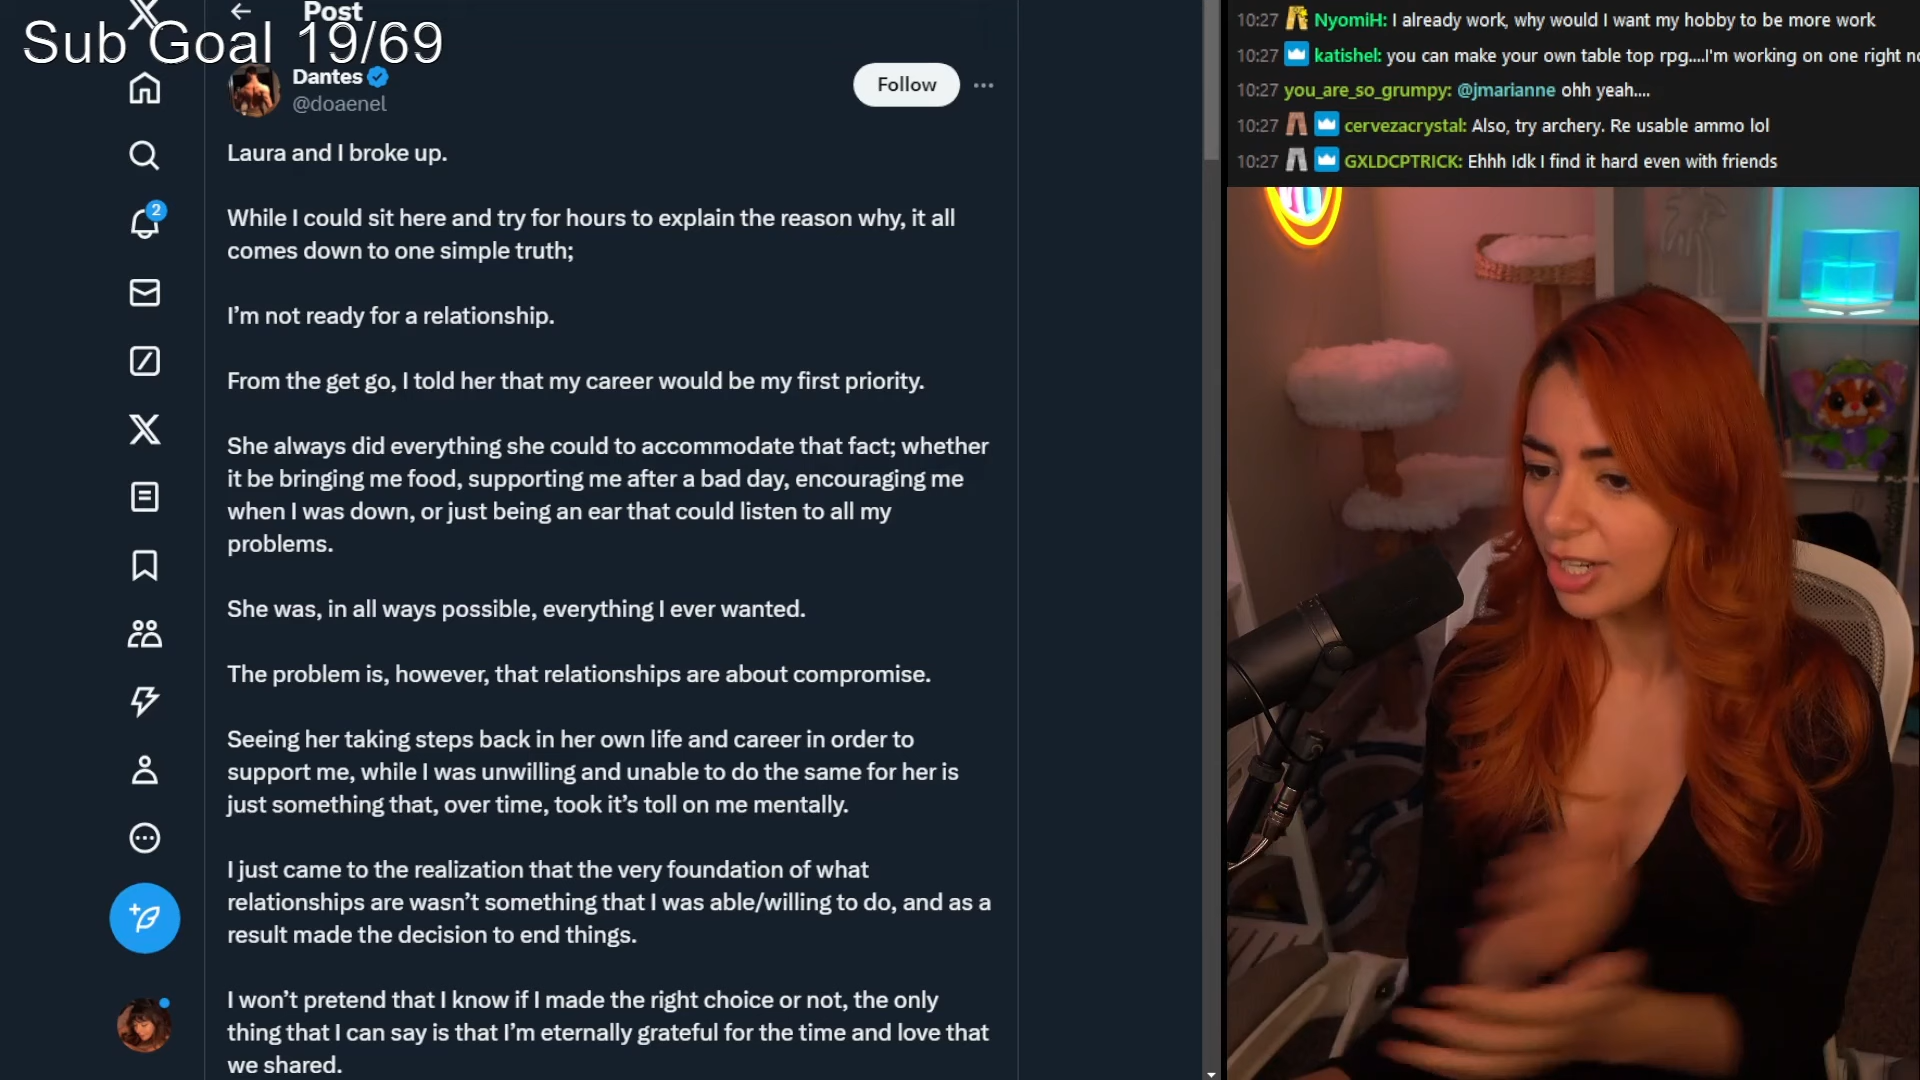 Sub Goal 19/69
Post
Dantes
@doaenel
Follow
2
Laura and I broke up.
While I could sit here and try for hours to explain the reason why, it all
comes down to one simple truth;
I'm not ready for a relationship.
From the get go, I told her that my career would be my first priority.
She always did everything she could to accommodate that fact; whether
it be bringing me food, supporting me after a bad day, encouraging me
when I was down, or just being an ear that could listen to all my
problems.
She was, in all ways possible, everything I ever wanted.
The problem is, however, that relationships are about compromise.
Seeing her taking steps back in her own life and career in order to
support me, while I was unwilling and unable to do the same for her is
just something that, over time, took it's toll on me mentally.
I just came to the realization that the very foundation of what
relationships are wasn't something that I was able/willing to do, and as a
result made the decision to end things.
I won't pretend that I know if I made the right choice or not, the only
thing that I can say is that I'm eternally grateful for the time and love that
we shared.
10:27 NyomiH: I already work, why would I want my hobby to be more work
10:27 katishel: you can make your own table top rpg....I'm working on one right
10:27 you_are_so_grumpy: @jmarianne ohh yeah....
10:27 cervezacrystal: Also, try archery. Re usable ammo lol
10:27 GXLDCPTRICK: Ehhh Idk I find it hard even with friends